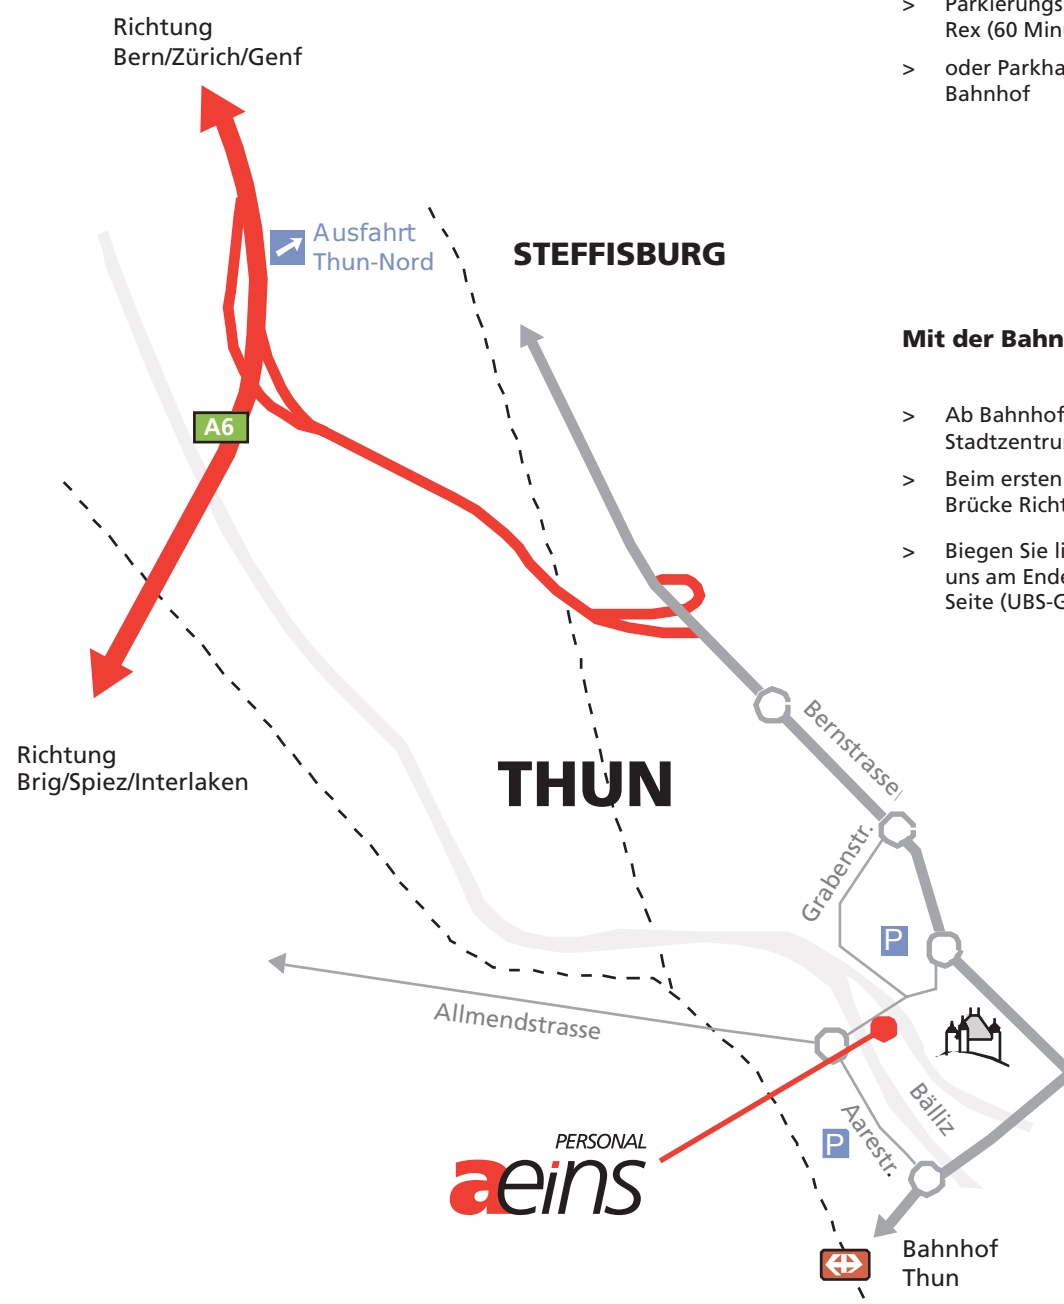 Richtung
Bern/Zürich/Genf
> Parkierungs
Rex (60 Min
> oder Parkha
Bahnhof
Ausfahrt
Thun-Nord
STEFFISBURG
A6
Mit der Bahn
> Ab Bahnhof
Stadtzentru
> Beim ersten
Brücke Richt
> Biegen Sie li
uns am Ende
Seite (UBS-G
Richtung
Brig/Spiez/Interlaken
THUN
Bernstrasse
Grabenstr.
P
Allmendstrasse
Bälliz
Aarestr.
P
PERSONAL
aeins
Bahnhof
Thun